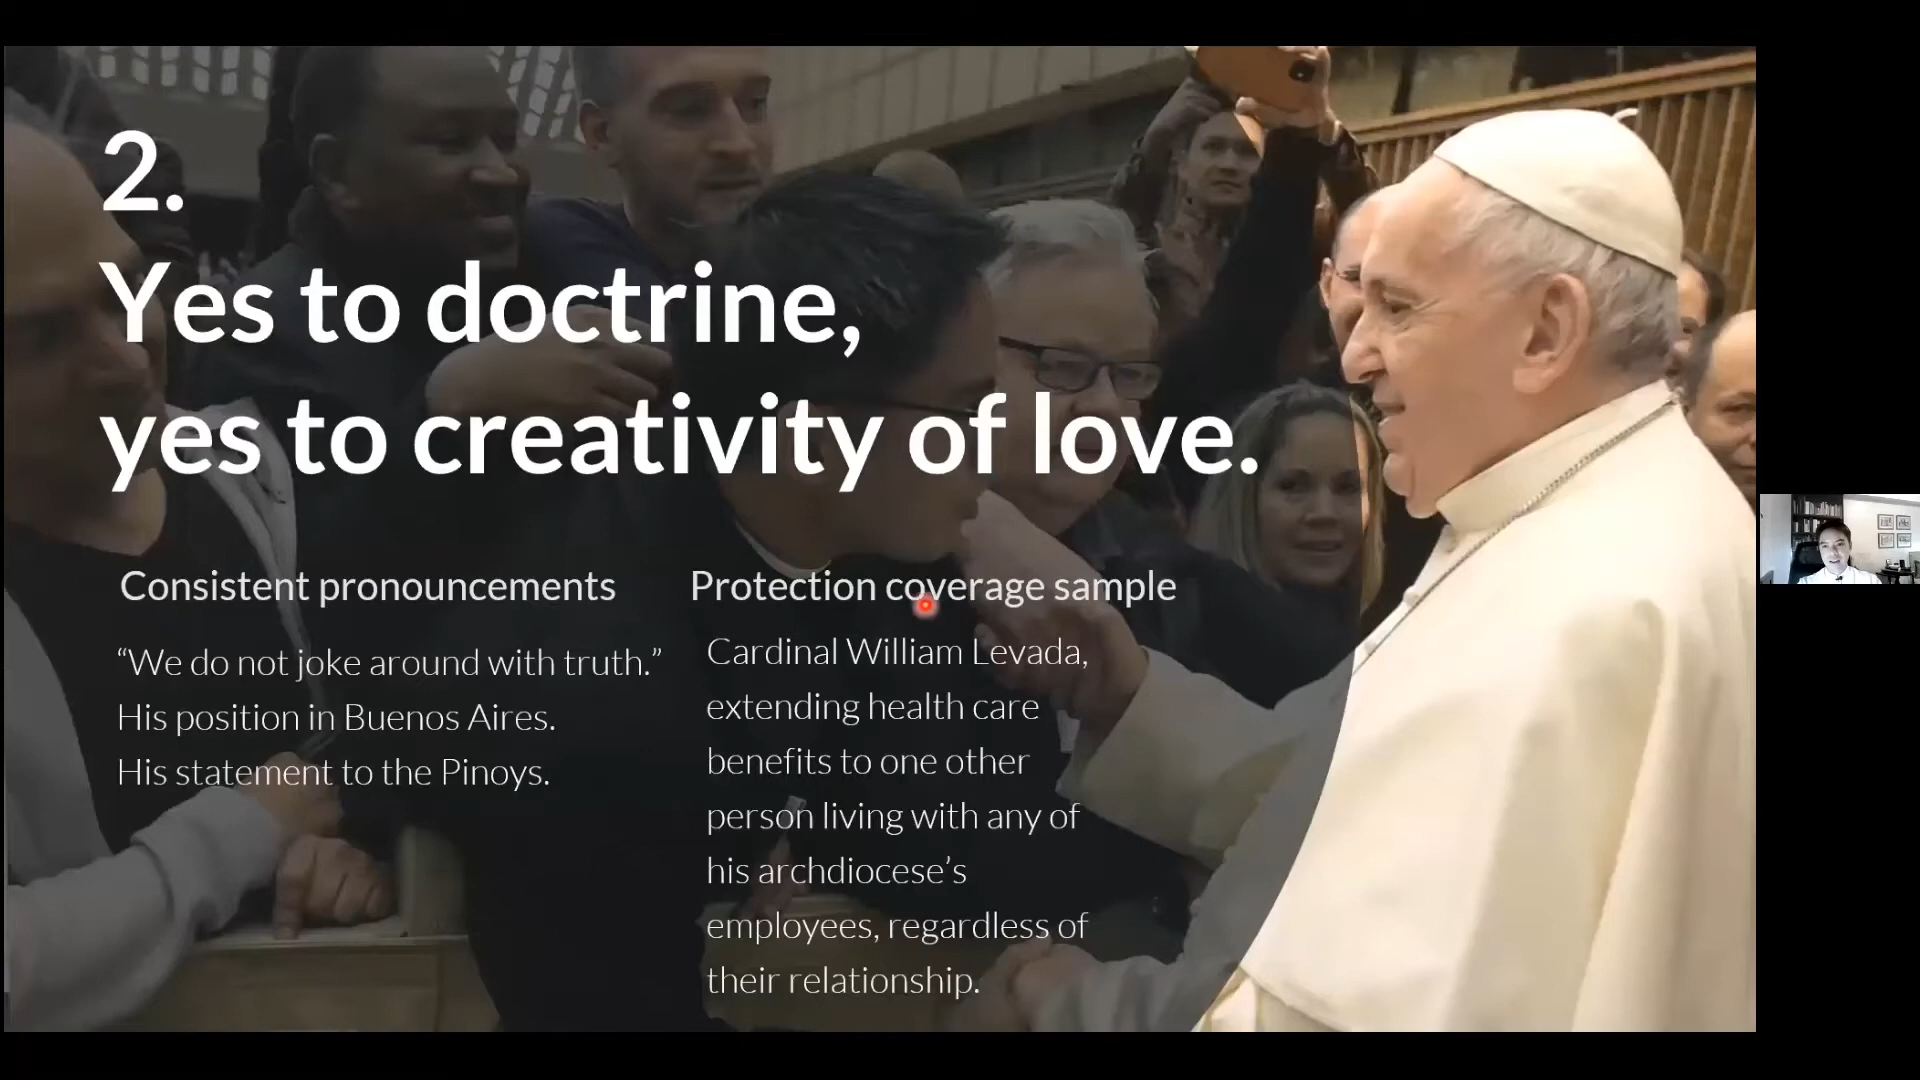 2.
Yes to doctrine,
yes to creativity of love.
Consistent pronouncements
“We do not joke around with truth.”
His position in Buenos Aires.
His statement to the Pinoys.
Protection coverage sample
Cardinal William Levada,
extending health care
benefits to one other
person living with any of
his archdiocese’s
employees, regardless of
their relationship.